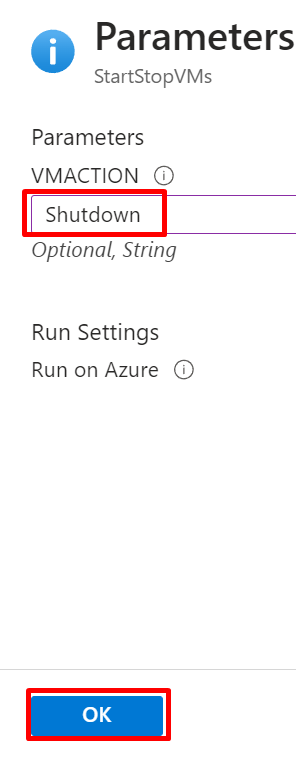 Parameters
StartStopVMs
Parameters
VMACTION
Shutdown
Optional, String
Run Settings
Run on Azure
OK